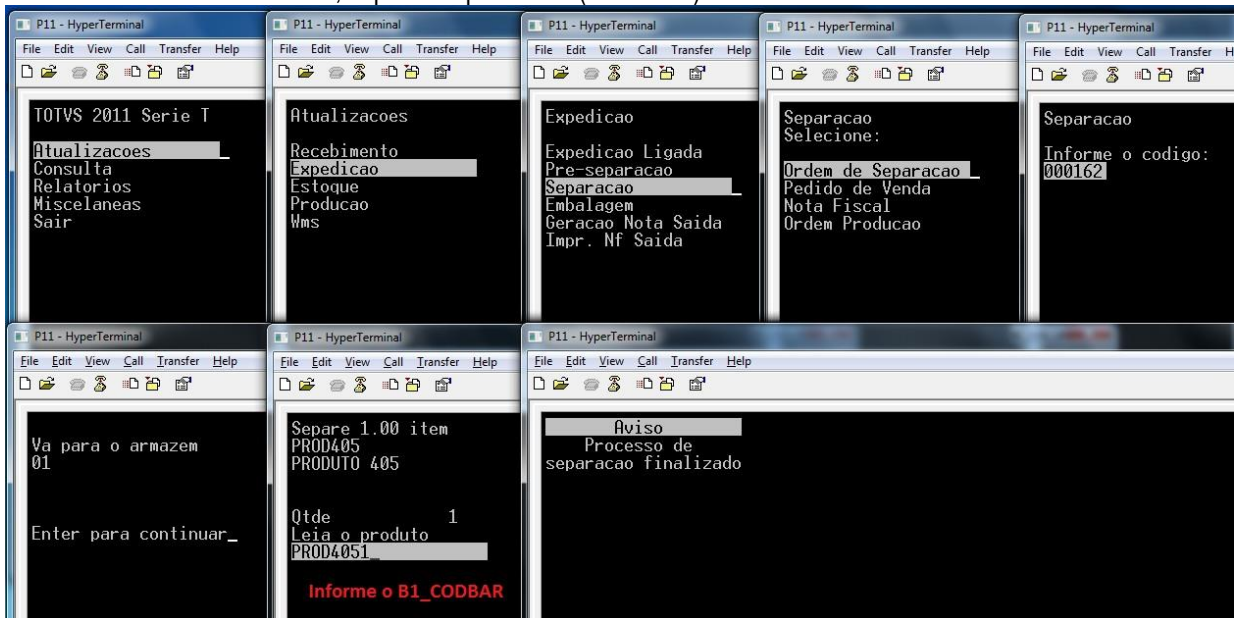 P11 - HyperTerminal
File Edit View Call Transfer Help
TOTVS 2011 Serie T
Atualizacoes
Consulta
Relatorios
Miscelaneas
Sair
P11 - HyperTerminal
File Edit View Call Transfer Help
Atualizacoes
Recebimento
Expedicao
Estoque
Producao
Wms
P11 - HyperTerminal
File Edit View Call Transfer Help
Expedicao
Expedicao Ligada
Pre-separacao
Separacao
Embalagem
Geracao Nota Saida
Impr. Nf Saida
P11 - HyperTerminal
File Edit View Call Transfer Help
Separacao
Selecione:
Ordem de Separacao
Pedido de Venda
Nota Fiscal
Ordem Producao
P11 - HyperTerminal
File Edit View Call Transfer H
Separacao
Informe o codigo:
000162
P11 - HyperTerminal
File Edit View Call Transfer Help
Va para o armazem
01
Enter para continuar_
P11 - HyperTerminal
File Edit View Call Transfer Help
Separe 1.00 item
PROD405
PRODUTO 405
Qtde 1
Leia o produto
PROD4051_
Informe o B1_CODBAR
P11 - HyperTerminal
File Edit View Call Transfer Help
Aviso
Processo de
separacao finalizado